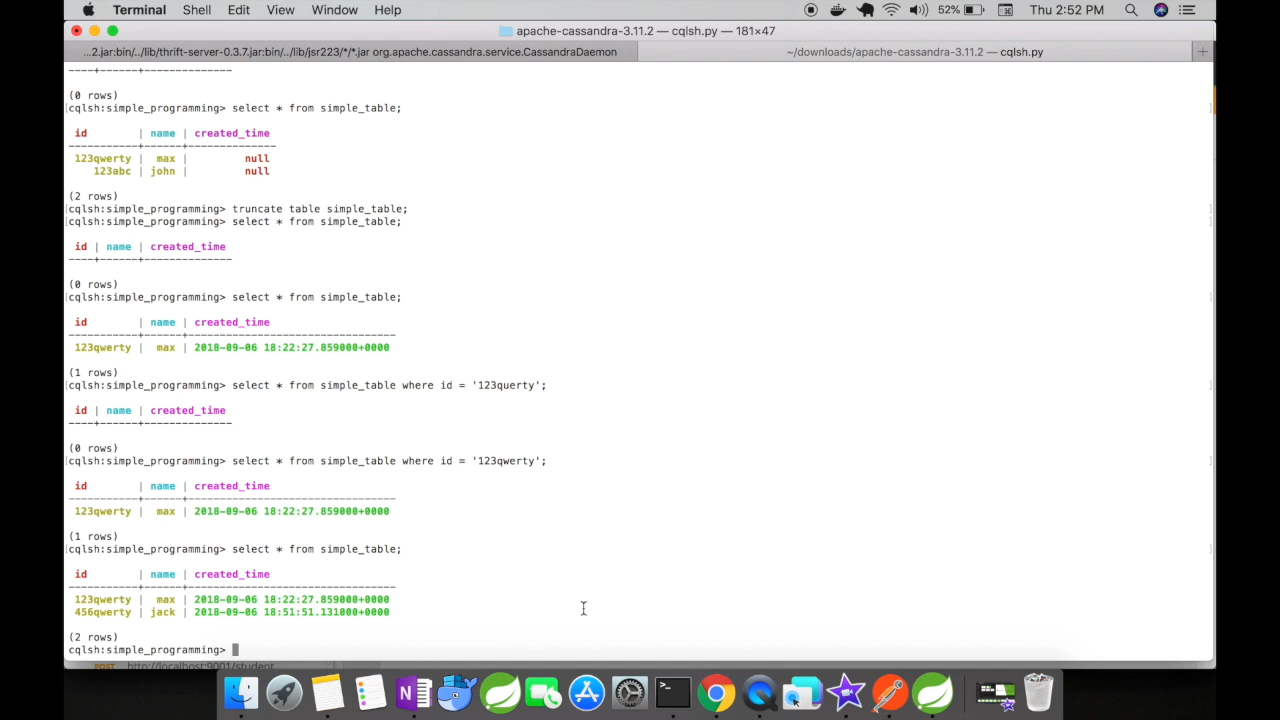 Terminal Shell Edit View Window Help 52% Thu 2:52 PM
apache-cassandra-3.11.2 — cqlsh.py — 181×47
...2.jar:bin/../lib/thrift-server-0.3.7.jar:bin/../lib/jsr223/*/*.jar org.apache.cassandra.service.CassandraDaemon ~/downloads/apache-cassandra-3.11.2 — cqlsh.py +
----+------+--------------
(0 rows)
[cqlsh:simple_programming> select * from simple_table; ]
id | name | created_time
-----------+------+--------------
123qwerty | max | null
123abc | john | null
(2 rows)
[cqlsh:simple_programming> truncate table simple_table; ]
[cqlsh:simple_programming> select * from simple_table; ]
id | name | created_time
----+------+--------------
(0 rows)
[cqlsh:simple_programming> select * from simple_table; ]
id | name | created_time
-----------+------+---------------------------------
123qwerty | max | 2018-09-06 18:22:27.859000+0000
(1 rows)
[cqlsh:simple_programming> select * from simple_table where id = '123querty'; ]
id | name | created_time
----+------+--------------
(0 rows)
[cqlsh:simple_programming> select * from simple_table where id = '123qwerty'; ]
id | name | created_time
-----------+------+---------------------------------
123qwerty | max | 2018-09-06 18:22:27.859000+0000
(1 rows)
[cqlsh:simple_programming> select * from simple_table; ]
id | name | created_time
-----------+------+---------------------------------
123qwerty | max | 2018-09-06 18:22:27.859000+0000
456qwerty | jack | 2018-09-06 18:51:51.131000+0000
(2 rows)
cqlsh:simple_programming>
POST http://localhost:9001/student